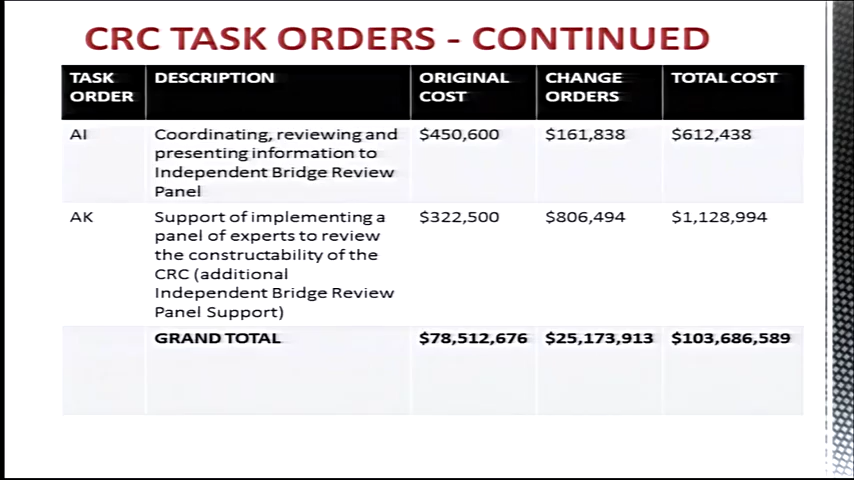 CRC TASK ORDERS - CONTINUED
TASK ORDER DESCRIPTION ORIGINAL COST CHANGE ORDERS TOTAL COST
AI Coordinating, reviewing and $450,600 $161,838 $612,438
presenting information to
Independent Bridge Review
Panel
AK Support of implementing a $322,500 $806,494 $1,128,994
panel of experts to review
the constructability of the
CRC (additional
Independent Bridge Review
Panel Support)
GRAND TOTAL $78,512,676 $25,173,913 $103,686,589